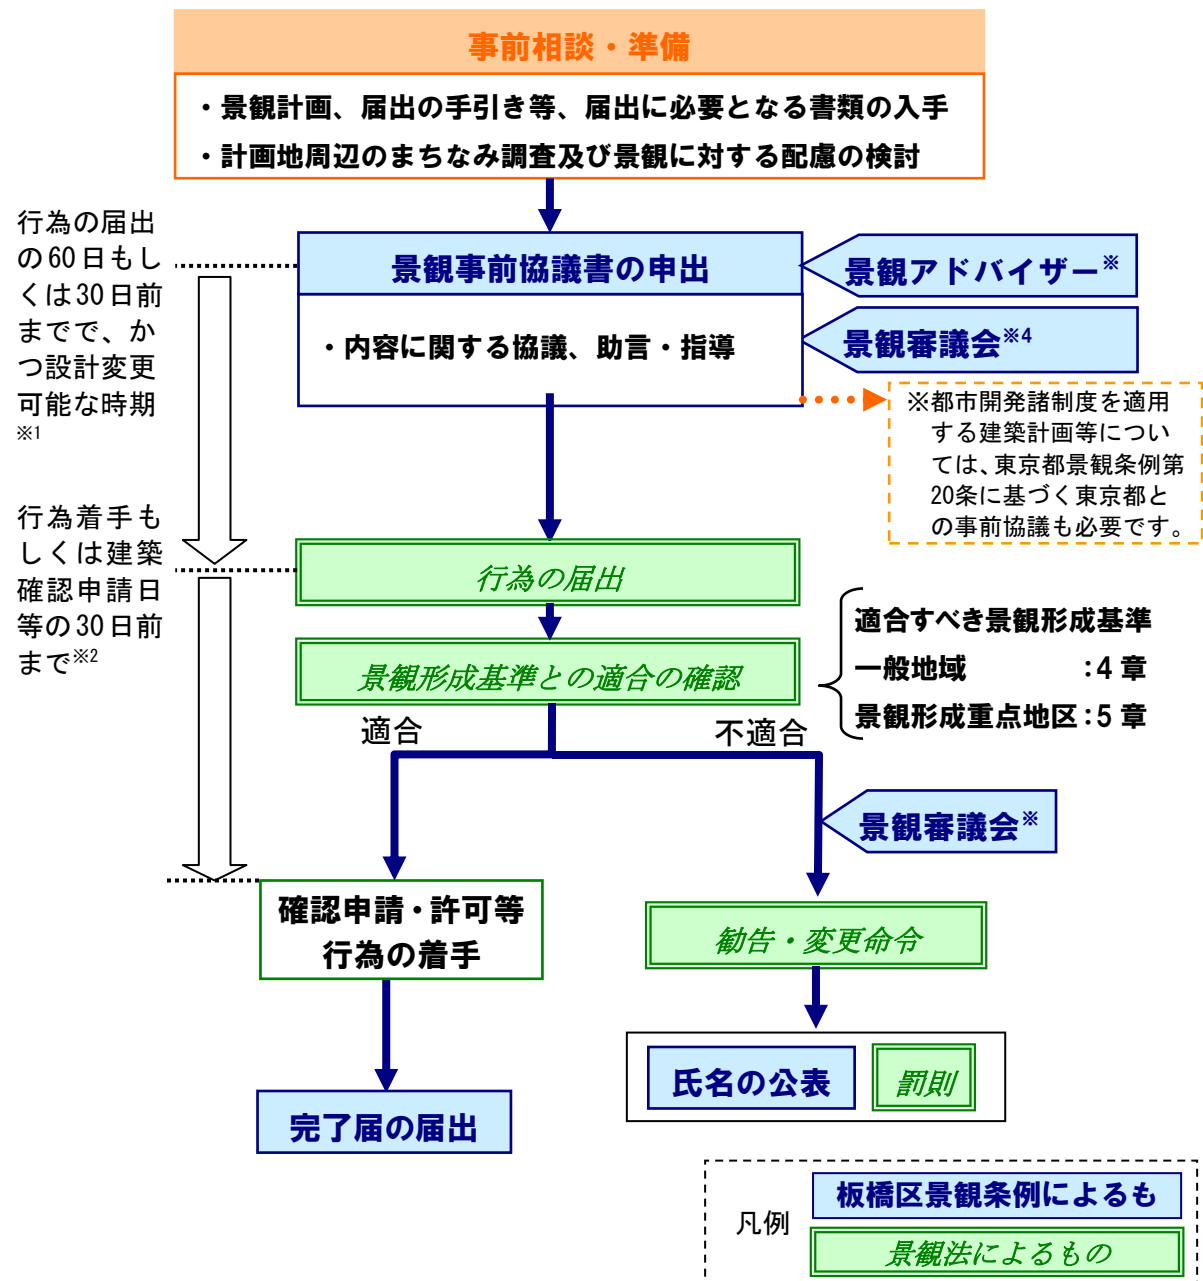 事前相談・準備
・景観計画、届出の手引き等、届出に必要となる書類の入手
・計画地周辺のまちなみ調査及び景観に対する配慮の検討
行為の届出
の60日もし
くは30日前
までで、か
つ設計変更
可能な時期
※1
景観事前協議書の申出
・内容に関する協議、助言・指導
景観アドバイザー※
景観審議会※4
※都市開発諸制度を適用
する建築計画等につい
ては、東京都景観条例第
20条に基づく東京都と
の事前協議も必要です。
行為着手も
しくは建築
確認申請日
等の30日前
まで※2
行為の届出
景観形成基準との適合の確認
適合すべき景観形成基準
一般地域 :4章
景観形成重点地区:5章
適合
不適合
景観審議会※
確認申請・許可等
行為の着手
勧告・変更命令
氏名の公表
罰則
完了届の届出
凡例
板橋区景観条例によるも
景観法によるもの